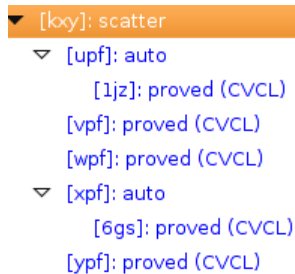 [kxy]: scatter
[upf]: auto
[1jz]: proved (CVCL)
[vpf]: proved (CVCL)
[wpf]: proved (CVCL)
[xpf]: auto
[6gs]: proved (CVCL)
[ypf]: proved (CVCL)